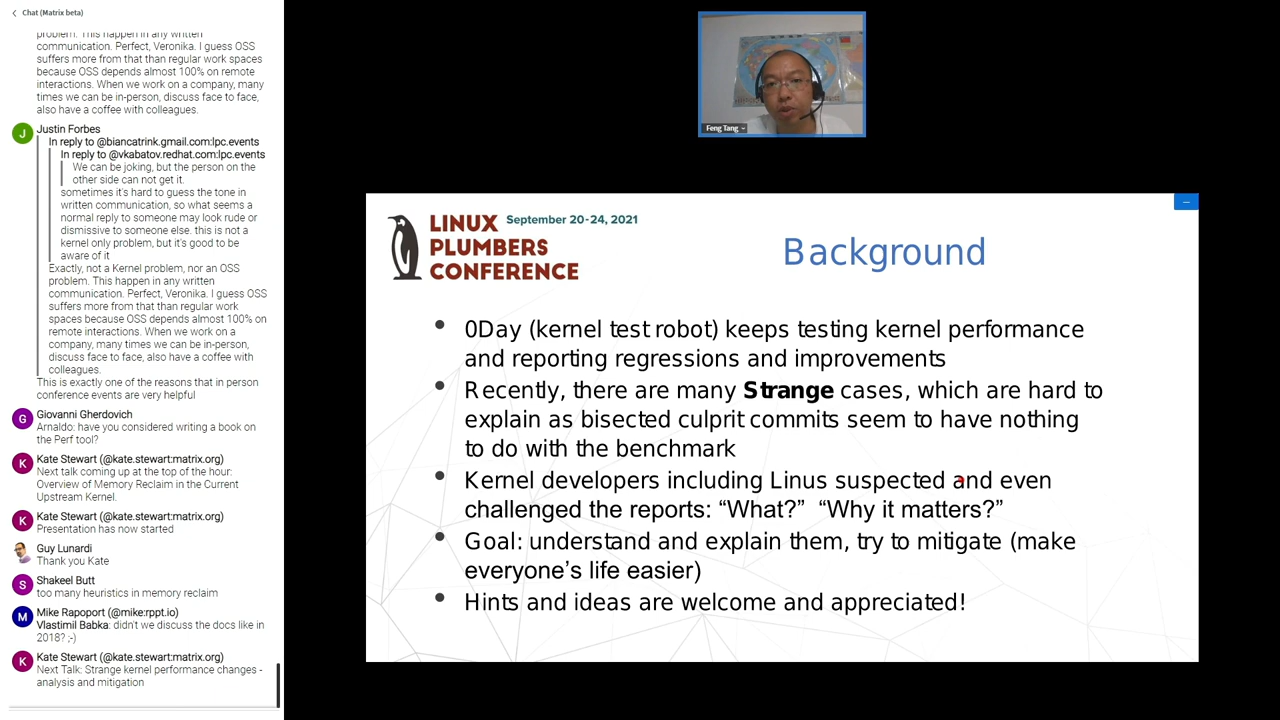 Chat (Matrix beta)
problem. This happen in any written
communication. Perfect, Veronika. I guess OSS
suffers more from that than regular work spaces
because OSS depends almost 100% on remote
interactions. When we work on a company, many
times we can be in-person, discuss face to face,
also have a coffee with colleagues.
J
Justin Forbes
In reply to @biancatrink.gmail.com:lpc.events
In reply to @vkabatov.redhat.com:lpc.events
We can be joking, but the person on the
other side can not get it.
sometimes it's hard to guess the tone in
written communication, so what seems a
normal reply to someone may look rude or
dismissive to someone else. this is not a
kernel only problem, but it's good to be
aware of it
Exactly, not a Kernel problem, nor an OSS
problem. This happen in any written
communication. Perfect, Veronika. I guess OSS
suffers more from that than regular work
spaces because OSS depends almost 100% on
remote interactions. When we work on a
company, many times we can be in-person,
discuss face to face, also have a coffee with
colleagues.
This is exactly one of the reasons that in person
conference events are very helpful
G
Giovanni Gherdovich
Arnaldo: have you considered writing a book on
the Perf tool?
K
Kate Stewart (@kate.stewart:matrix.org)
Next talk coming up at the top of the hour:
Overview of Memory Reclaim in the Current
Upstream Kernel.
K
Kate Stewart (@kate.stewart:matrix.org)
Presentation has now started
Guy Lunardi
Thank you Kate
S
Shakeel Butt
too many heuristics in memory reclaim
M
Mike Rapoport (@mike:rppt.io)
Vlastimil Babka: didn't we discuss the docs like in
2018? ;-)
K
Kate Stewart (@kate.stewart:matrix.org)
Next Talk: Strange kernel performance changes -
analysis and mitigation
Feng Tang
LINUX PLUMBERS CONFERENCE
September 20-24, 2021
Background
• 0Day (kernel test robot) keeps testing kernel performance
and reporting regressions and improvements
• Recently, there are many Strange cases, which are hard to
explain as bisected culprit commits seem to have nothing
to do with the benchmark
• Kernel developers including Linus suspected and even
challenged the reports: “What?” “Why it matters?”
• Goal: understand and explain them, try to mitigate (make
everyone’s life easier)
• Hints and ideas are welcome and appreciated!